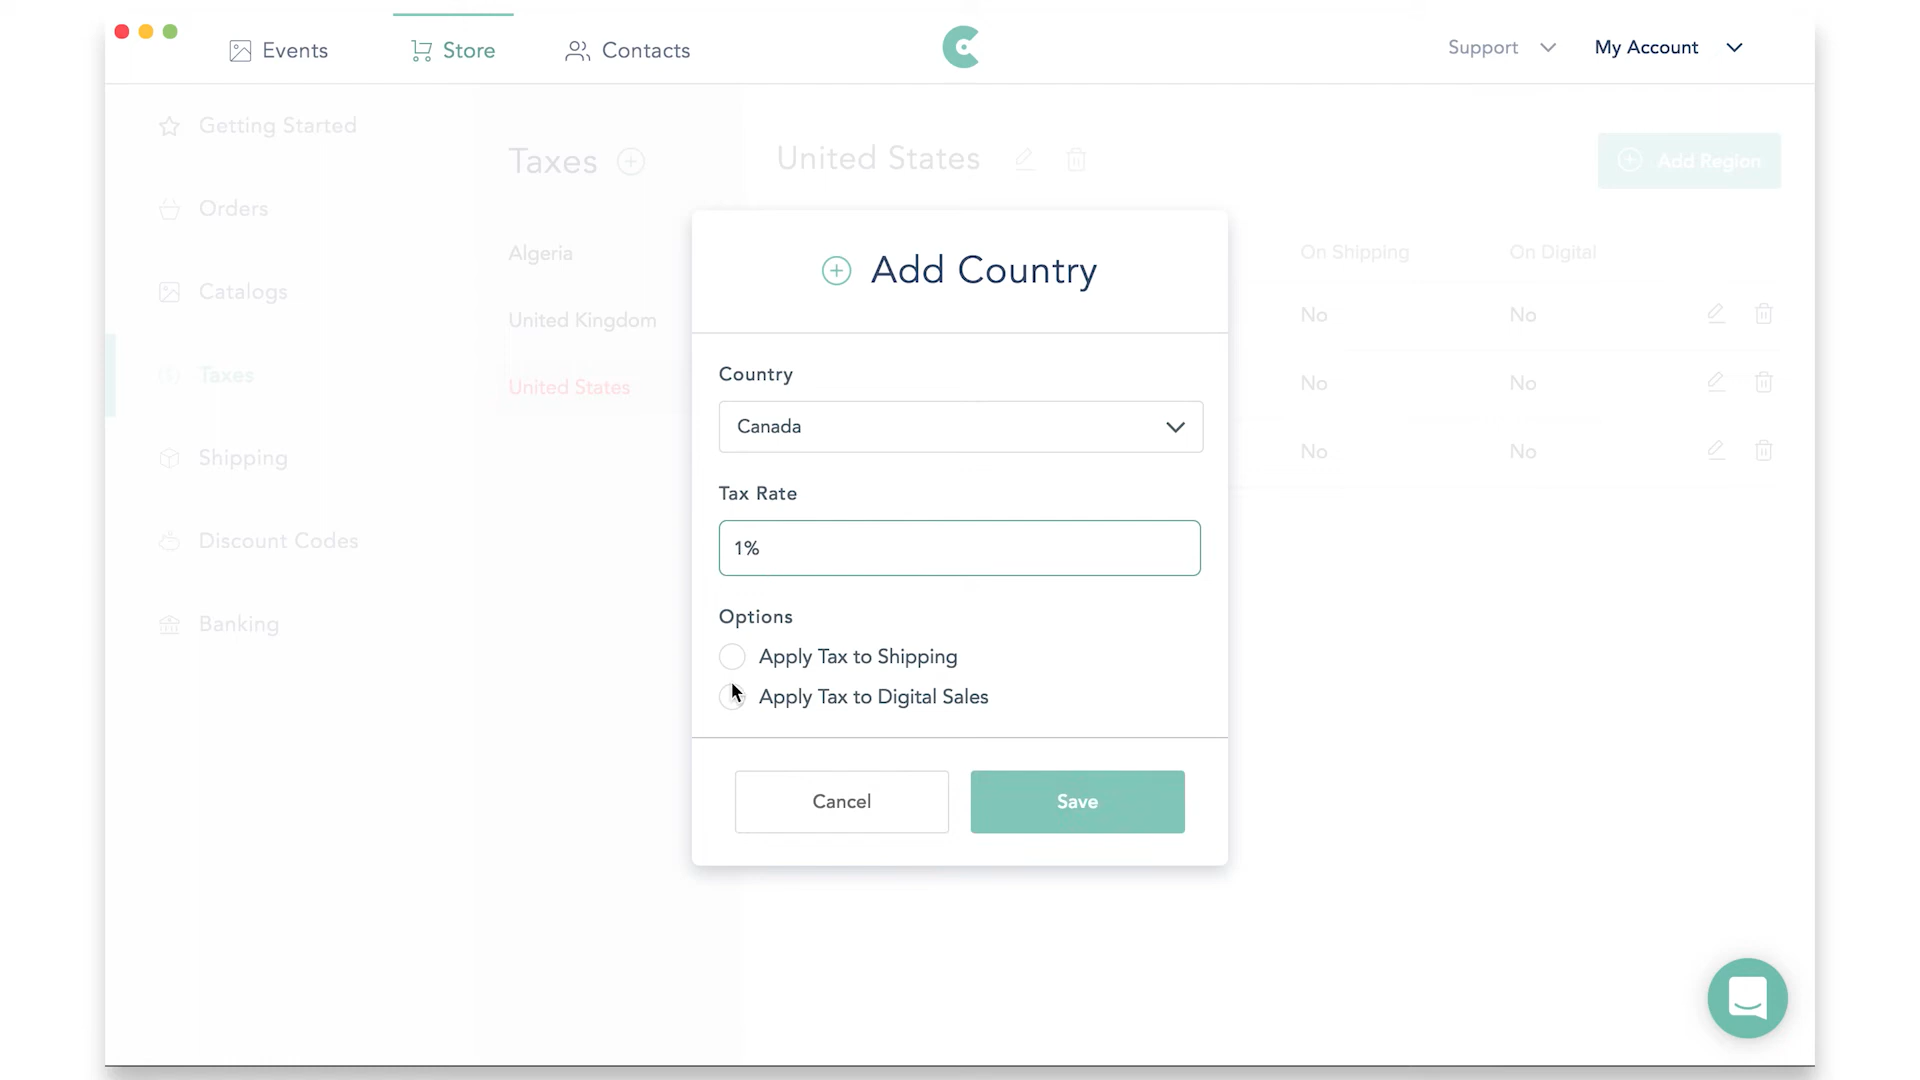 Events
Store
Contacts
Support
My Account
Getting Started
Orders
Catalogs
Taxes
Shipping
Discount Codes
Banking
Taxes
Algeria
United Kingdom
United States
United States
Add Region
On Shipping
On Digital
No
No
No
No
No
No
Add Country
Country
Canada
Tax Rate
1%
Options
Apply Tax to Shipping
Apply Tax to Digital Sales
Cancel
Save